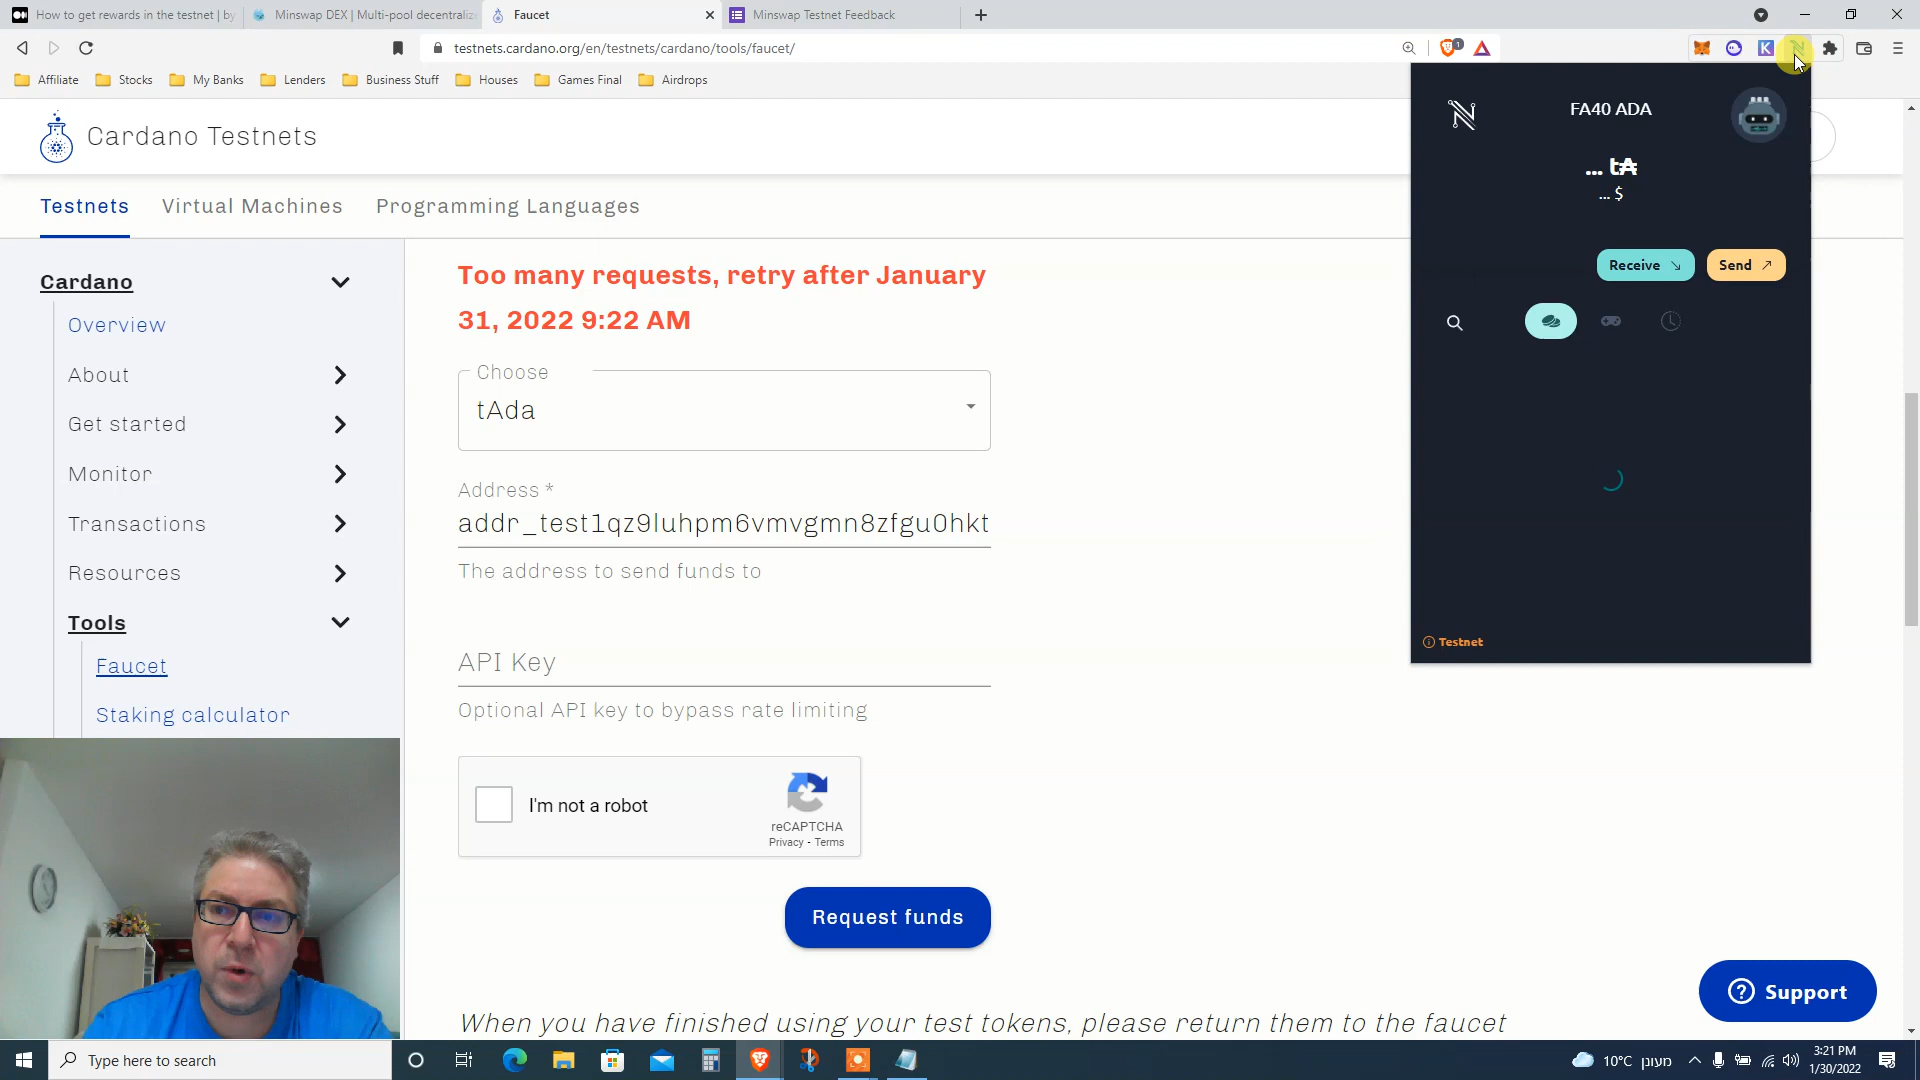 How to get rewards in the testnet | by
Minswap DEX | Multi-pool decentraliz
Faucet
Minswap Testnet Feedback
testnets.cardano.org/en/testnets/cardano/tools/faucet/
1
Affiliate
Stocks
My Banks
Lenders
Business Stuff
Houses
Games Final
Airdrops
Cardano Testnets
Testnets
Virtual Machines
Programming Languages
Cardano
Overview
About
Get started
Monitor
Transactions
Resources
Tools
Faucet
Staking calculator
Too many requests, retry after January
31, 2022 9:22 AM
Choose
tAda
Address *
addr_test1qz9luhpm6vmvgmn8zfgu0hkt
The address to send funds to
API Key
Optional API key to bypass rate limiting
I'm not a robot
reCAPTCHA
Privacy - Terms
Request funds
When you have finished using your test tokens, please return them to the faucet
FA40 ADA
... t₳
... $
Receive
Send
Testnet
Support
Type here to search
10°C מעונן
3:21 PM
1/30/2022